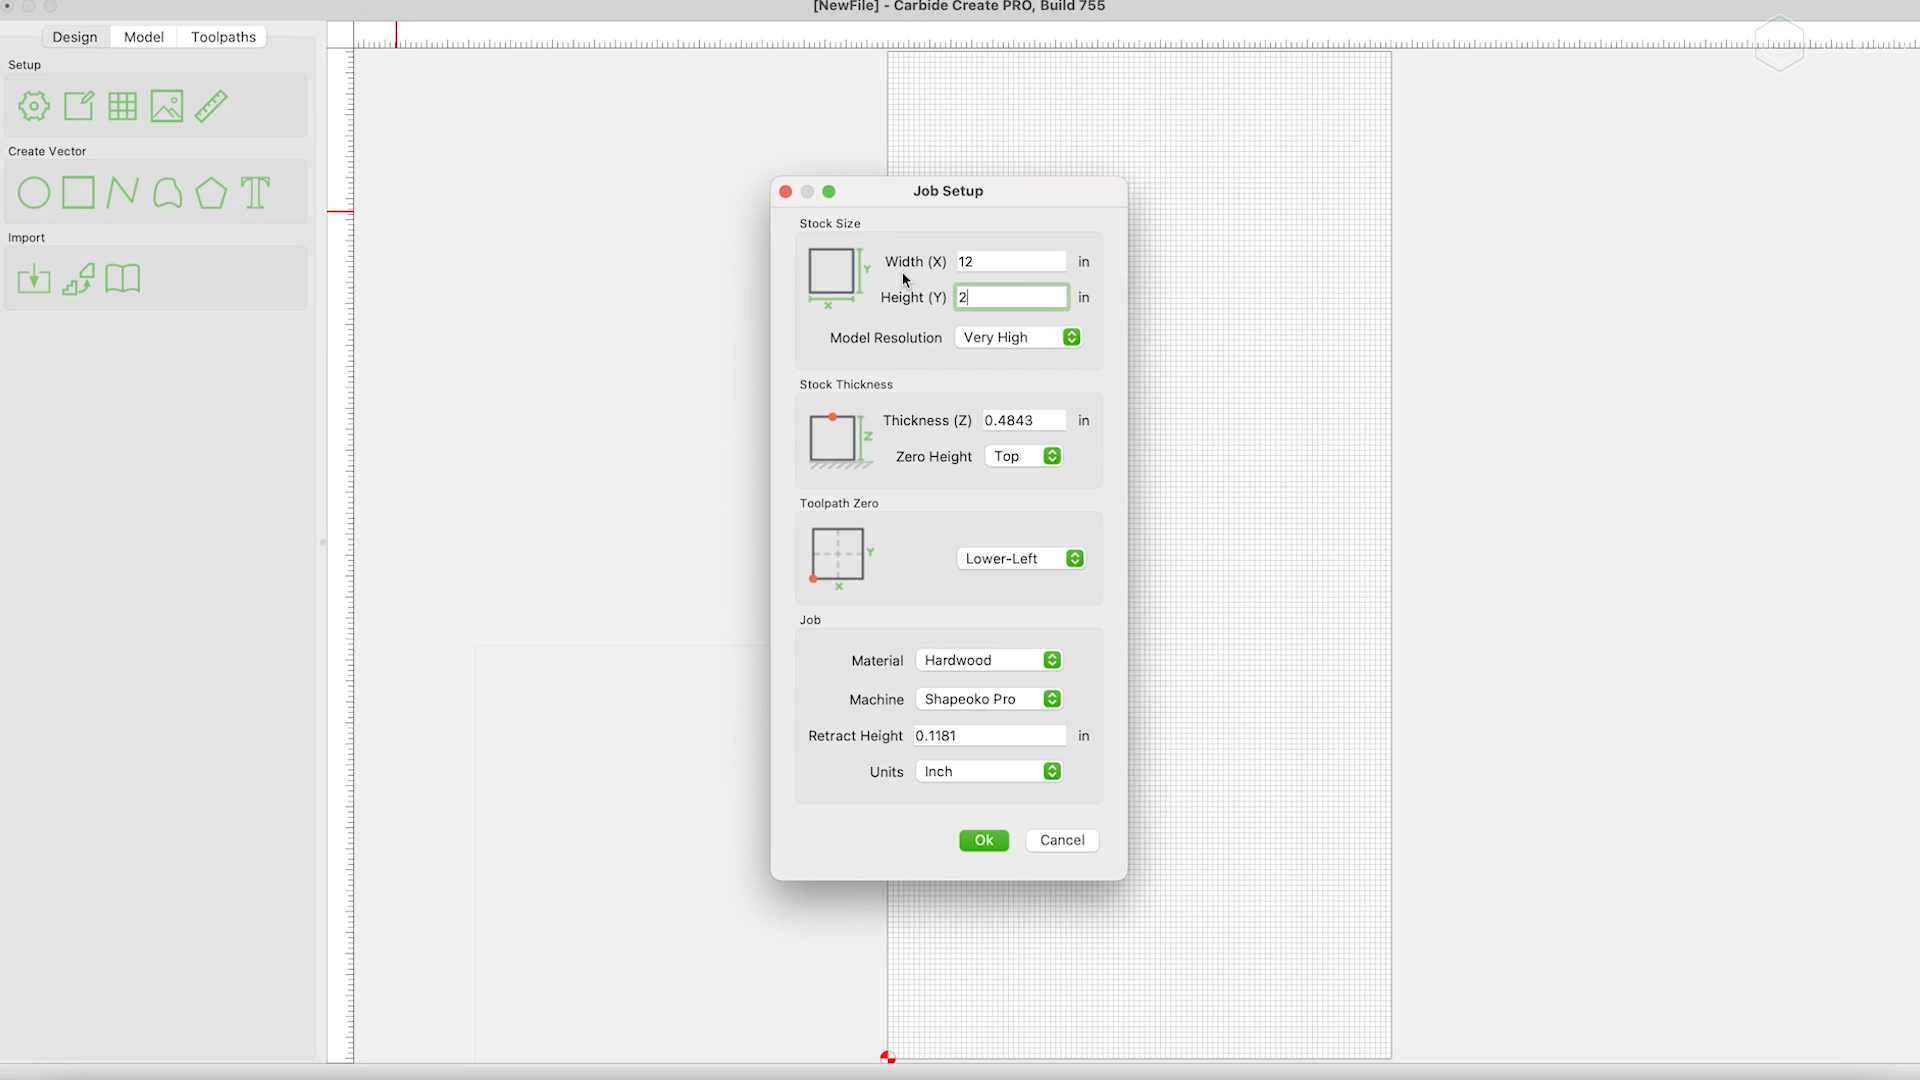 [NewFile] - Carbide Create PRO, Build 755
Design
Model
Toolpaths
Setup
Create Vector
T
Import
Job Setup
Stock Size
Y
X
Width (X)
12
in
Height (Y)
2
in
Model Resolution
Very High
Stock Thickness
Z
Thickness (Z)
0.4843
in
Zero Height
Top
Toolpath Zero
Y
X
Lower-Left
Job
Material
Hardwood
Machine
Shapeoko Pro
Retract Height
0.1181
in
Units
Inch
Ok
Cancel